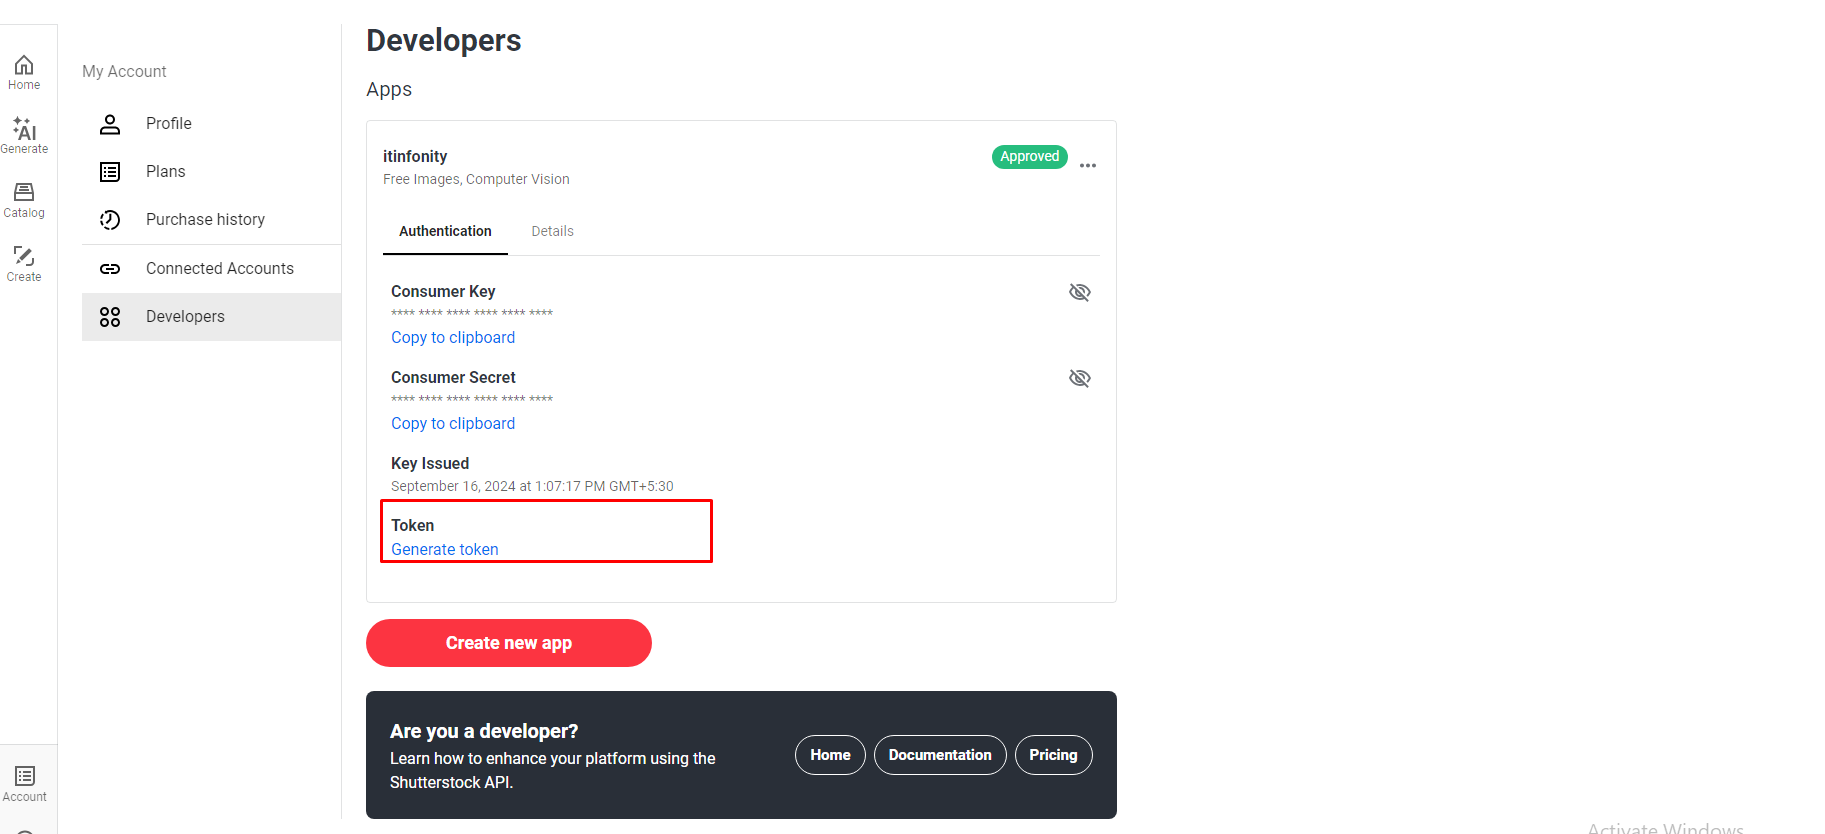 Home
AI
Generate
Catalog
Create
Account
My Account
Profile
Plans
Purchase history
Connected Accounts
Developers
Developers
Apps
itinfonity
Approved
Free Images, Computer Vision
Authentication
Details
Consumer Key
**** **** **** **** **** ****
Copy to clipboard
Consumer Secret
**** **** **** **** **** ****
Copy to clipboard
Key Issued
September 16, 2024 at 1:07:17 PM GMT+5:30
Token
Generate token
Create new app
Are you a developer?
Learn how to enhance your platform using the
Shutterstock API.
Home
Documentation
Pricing
Activate Windows